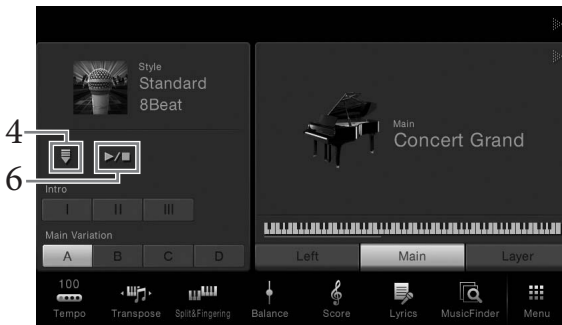 Style
Standard
8Beat
4
6
Intro
I II III
Main Variation
A B C D
Main
Concert Grand
Left Main Layer
100
Tempo Transpose Split&Fingering Balance Score Lyrics MusicFinder Menu